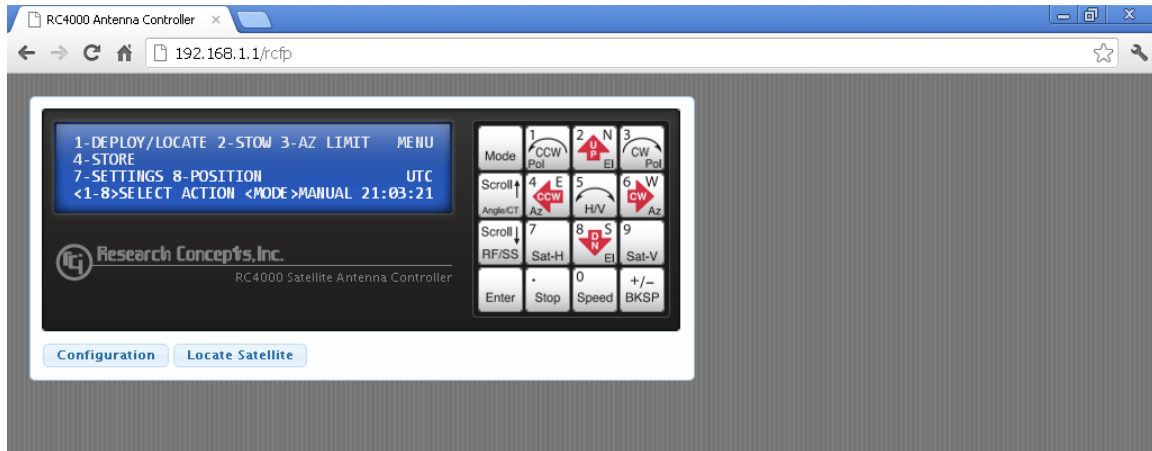 RC4000 Antenna Controller
192.168.1.1/rcfp
1-DEPLOY/LOCATE 2-STOW 3-AZ LIMIT MENU
4-STORE
7-SETTINGS 8-POSITION UTC
<1-8>SELECT ACTION <MODE>MANUAL 21:03:21
rci Research Concepts, Inc.
RC4000 Satellite Antenna Controller
Mode
1 CCW Pol
2 N UP El
3 CW Pol
Scroll Angle/CT
4 E CCW Az
5 H/V
6 W CW Az
Scroll RF/SS
7 Sat-H
8 S DN El
9 Sat-V
Enter
. Stop
0 Speed
+/- BKSP
Configuration Locate Satellite